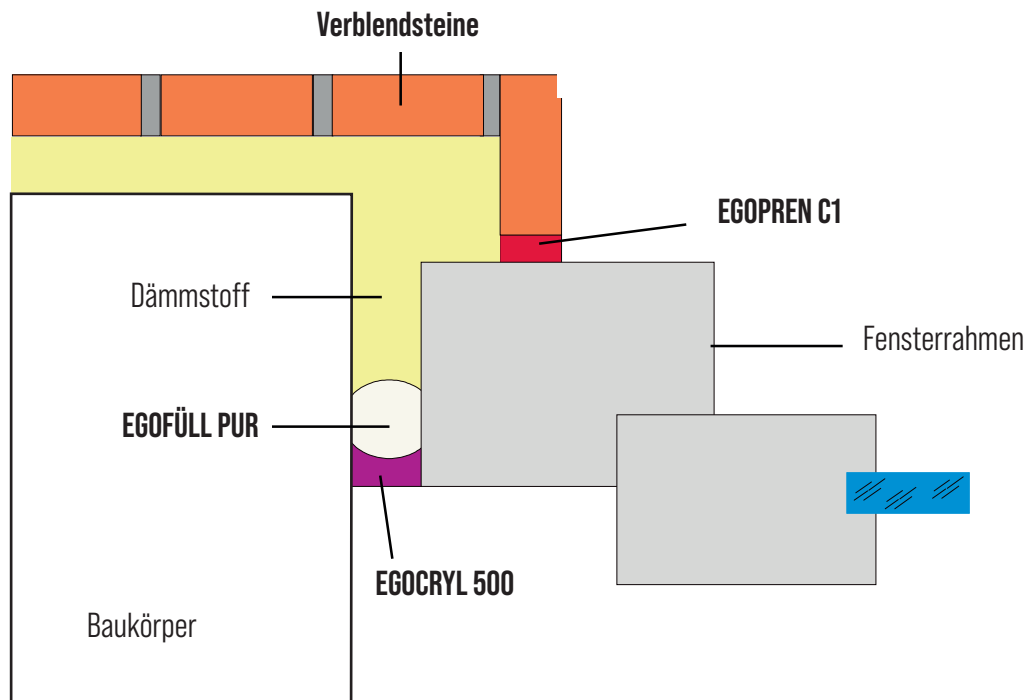 Verblendsteine
EGOPREN C1
Dämmstoff
Fensterrahmen
EGOFÜLL PUR
EGOCRYL 500
Baukörper